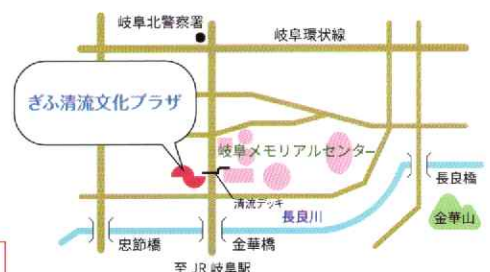 岐阜北警察署
岐阜環状線
ぎふ清流文化プラザ
岐阜メモリアルセンター
清流デッキ
長良川
長良橋
金華山
忠節橋
金華橋
至 JR 岐阜駅